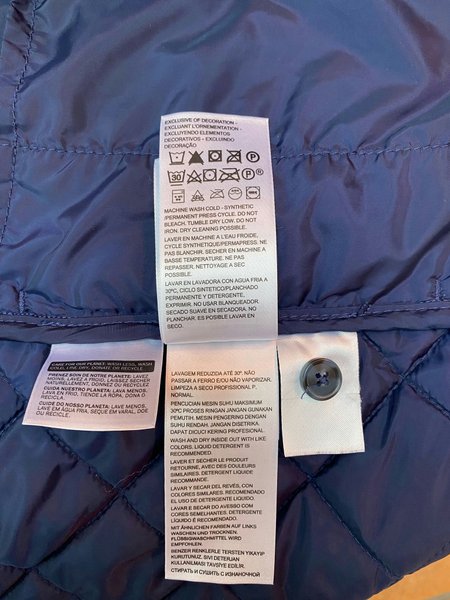 EXCLUSIVE OF DECORATION -
EXCLUANT L'ORNEMENTATION -
EXCLUYENDO ELEMENTOS
DECORATIVOS - EXCLUINDO
DECORAÇÃO
P
30 P ®
MACHINE WASH COLD - SYNTHETIC
/PERMANENT PRESS CYCLE. DO NOT
BLEACH. TUMBLE DRY LOW. DO NOT
IRON. DRY CLEANING POSSIBLE.
LAVER EN MACHINE A L'EAU FROIDE,
CYCLE SYNTHETIQUE/PERMAPRESS. NE
PAS BLANCHIR. SECHER EN MACHINE A
BASSE TEMPERATURE. NE PAS
REPASSER. NETTOYAGE A SEC
POSSIBLE.
LAVAR EN LAVADORA CON AGUA FRIA A
30ºC, CICLO SINTETICO/PLANCHADO
PERMANENTE Y DETERGENTE,
EXPRIMIR. NO USAR BLANQUEADOR.
SECADO SUAVE EN SECADORA. NO
PLANCHAR. ES POSIBLE LAVAR EN
SECO.
CARE FOR OUR PLANET: WASH LESS, WASH
COLD, LINE DRY, DONATE OR RECYCLE.
PRENEZ SOIN DE NOTRE PLANETE: LAVEZ
MOINS, LAVEZ A FROID, LAISSEZ SECHER
NATURELLEMENT, DONNEZ OU RECYCLEZ
GUIDA NUESTRO PLANETA: LAVA MENOS,
LAVA EN FRIO, TIENDE LA ROPA, DONA O
RECICLA.
CUIDE DO NOSSO PLANETA: LAVE MENOS,
LAVE EM ÁGUA FRIA, SEQUE EM VARAL, DOE
OU RECICLE.
LAVAGEM REDUZIDA ATÉ 30º. NÃO
PASSAR A FERRO E/OU NÃO VAPORIZAR.
LIMPEZA A SECO PROFISSIONAL P,
NORMAL.
PENCUCIAN MESIN SUHU MAKSIMUM
30ºC PROSES RINGAN JANGAN GUNAKAN
PEMUTIH. MESIN PENGERING DENGAN
SUHU RENDAH. JANGAN DISETRIKA.
DAPAT DICUCI KERING PROFESIONAL.
WASH AND DRY INSIDE OUT WITH LIKE
COLORS. LIQUID DETERGENT IS
RECOMMENDED.
LAVER ET SECHER LE PRODUIT
RETOURNE, AVEC DES COULEURS
SIMILAIRES. DETERGENT LIQUIDE
RECOMMANDE.
LAVAR Y SECAR DEL REVÉS, CON
COLORES SIMILARES. RECOMENDADO
EL USO DE DETERGENTE LIQUIDO
LAVAR E SECAR DO AVESSO COM
CORES SEMELHANTES. DETERGENTE
LÍQUIDO É RECOMENDADO.
MIT ÄHNLICHEN FARBEN AUF LINKS
WASCHEN UND TROCKNEN.
FLÜSSIGWASCHMITTEL WIRD
EMPFOHLEN.
BENZER RENKLERLE TERSTEN YIKAYIP
KURUTUNUZ. SIVI DETERJAN
KULLANILMASI TAVSİYE EDİLİR.
СТИРАТЬ И СУШИТЬ С ИЗНАНОЧНОЙ